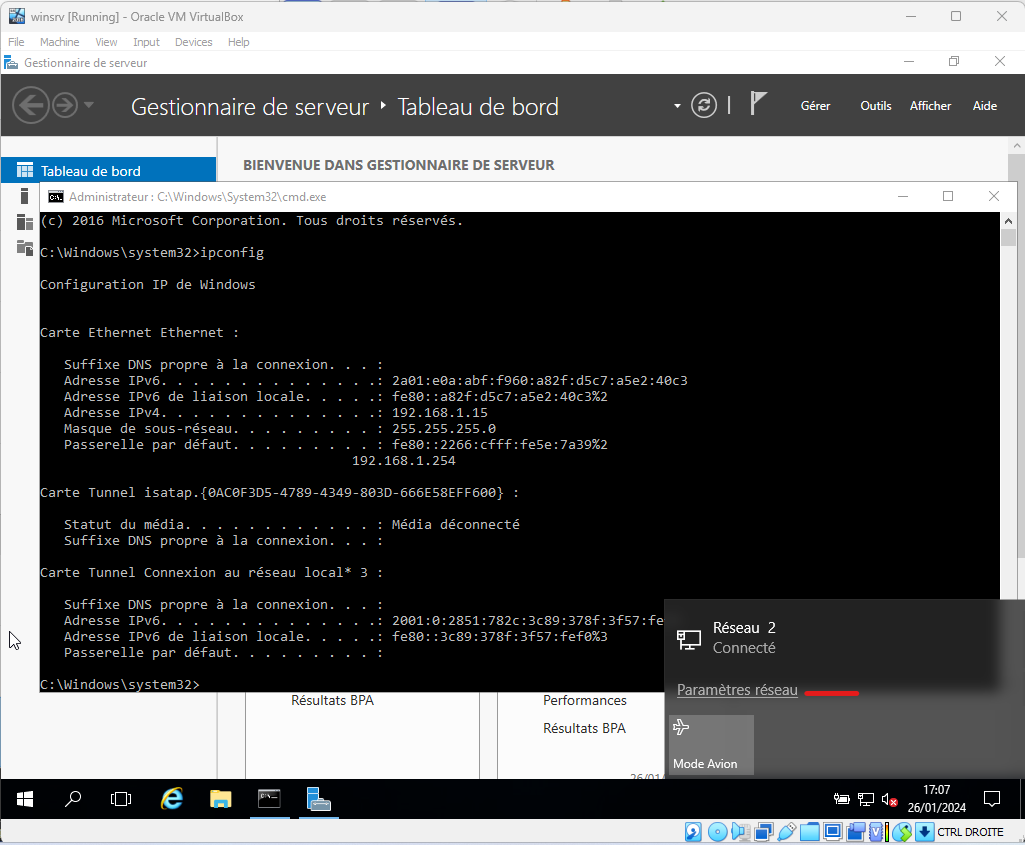 winsrv [Running] - Oracle VM VirtualBox
File Machine View Input Devices Help
Gestionnaire de serveur
Gestionnaire de serveur ‣ Tableau de bord
Gérer Outils Afficher Aide
Tableau de bord
BIENVENUE DANS GESTIONNAIRE DE SERVEUR
Administrateur : C:\Windows\System32\cmd.exe
(c) 2016 Microsoft Corporation. Tous droits réservés.
C:\Windows\system32>ipconfig
Configuration IP de Windows
Carte Ethernet Ethernet :
Suffixe DNS propre à la connexion. . . :
Adresse IPv6. . . . . . . . . . . . . .: 2a01:e0a:abf:f960:a82f:d5c7:a5e2:40c3
Adresse IPv6 de liaison locale. . . . .: fe80::a82f:d5c7:a5e2:40c3%2
Adresse IPv4. . . . . . . . . . . . . .: 192.168.1.15
Masque de sous-réseau. . . . . . . . . : 255.255.255.0
Passerelle par défaut. . . . . . . . . : fe80::2266:cfff:fe5e:7a39%2
192.168.1.254
Carte Tunnel isatap.{0AC0F3D5-4789-4349-803D-666E58EFF600} :
Statut du média. . . . . . . . . . . . : Média déconnecté
Suffixe DNS propre à la connexion. . . :
Carte Tunnel Connexion au réseau local* 3 :
Suffixe DNS propre à la connexion. . . :
Adresse IPv6. . . . . . . . . . . . . .: 2001:0:2851:782c:3c89:378f:3f57:fe
Adresse IPv6 de liaison locale. . . . .: fe80::3c89:378f:3f57:fef0%3
Passerelle par défaut. . . . . . . . . :
C:\Windows\system32>
Réseau 2
Connecté
Paramètres réseau
Mode Avion
Résultats BPA
Performances
Résultats BPA
17:07
26/01/2024
CTRL DROITE